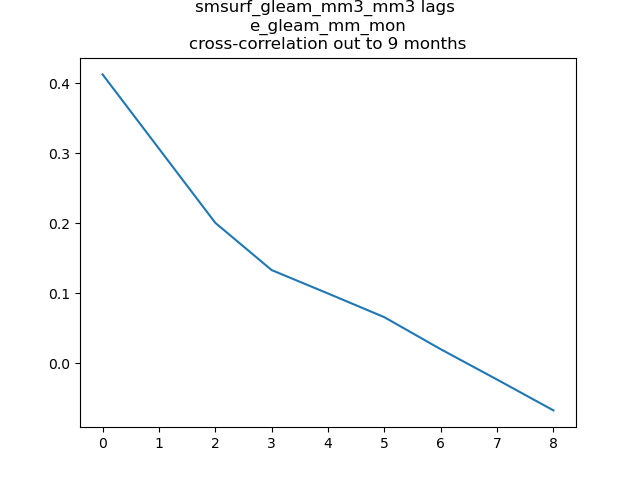 smsurf_gleam_mm3_mm3 lags
e_gleam_mm_mon
cross-correlation out to 9 months
0.4
0.3
0.2
0.1
0.0
0 1 2 3 4 5 6 7 8